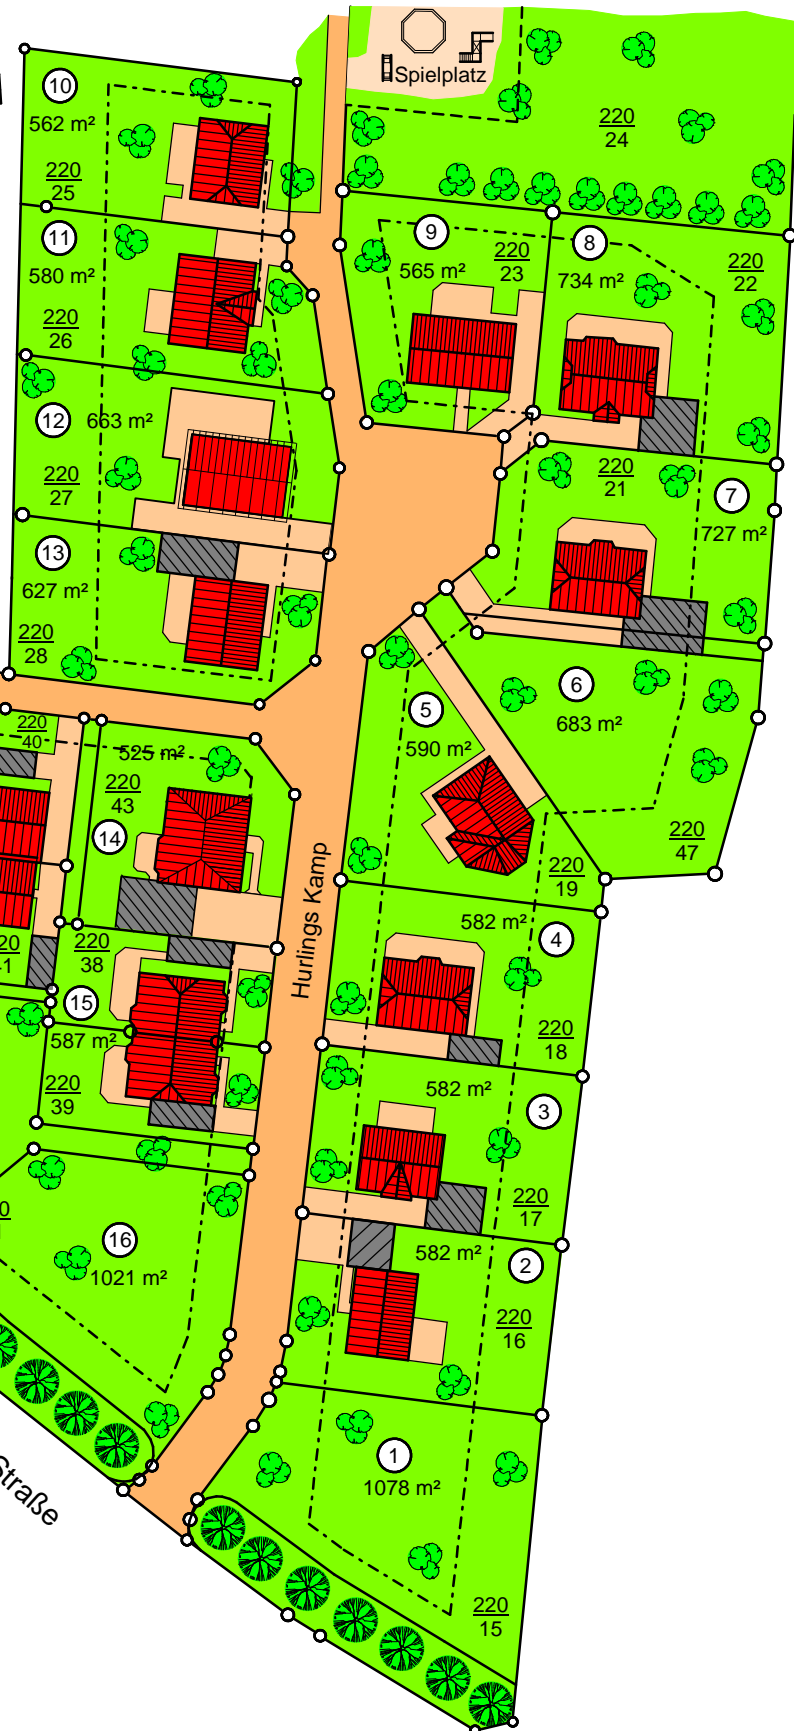 Spielplatz
10
562 m²
220
25
220
24
11
580 m²
220
26
9
565 m²
220
23
8
734 m²
220
22
12
663 m²
220
27
220
21
7
727 m²
13
627 m²
220
28
6
683 m²
5
590 m²
220
40
525 m²
220
43
14
220
47
220
19
Hurlings Kamp
582 m²
4
220
38
220
18
15
587 m²
220
39
582 m²
3
220
17
16
1021 m²
582 m²
2
220
16
1
1078 m²
220
15
Straße